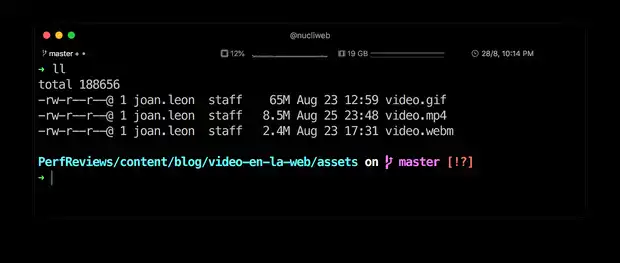 @nucliweb
master 12% 19 GB 28/8, 10:14 PM
➜ ll
total 188656
-rw-r--r--@ 1 joan.leon staff 65M Aug 23 12:59 video.gif
-rw-r--r--@ 1 joan.leon staff 8.5M Aug 25 23:48 video.mp4
-rw-r--r--@ 1 joan.leon staff 2.4M Aug 23 17:31 video.webm
PerfReviews/content/blog/video-en-la-web/assets on master [!?]
➜